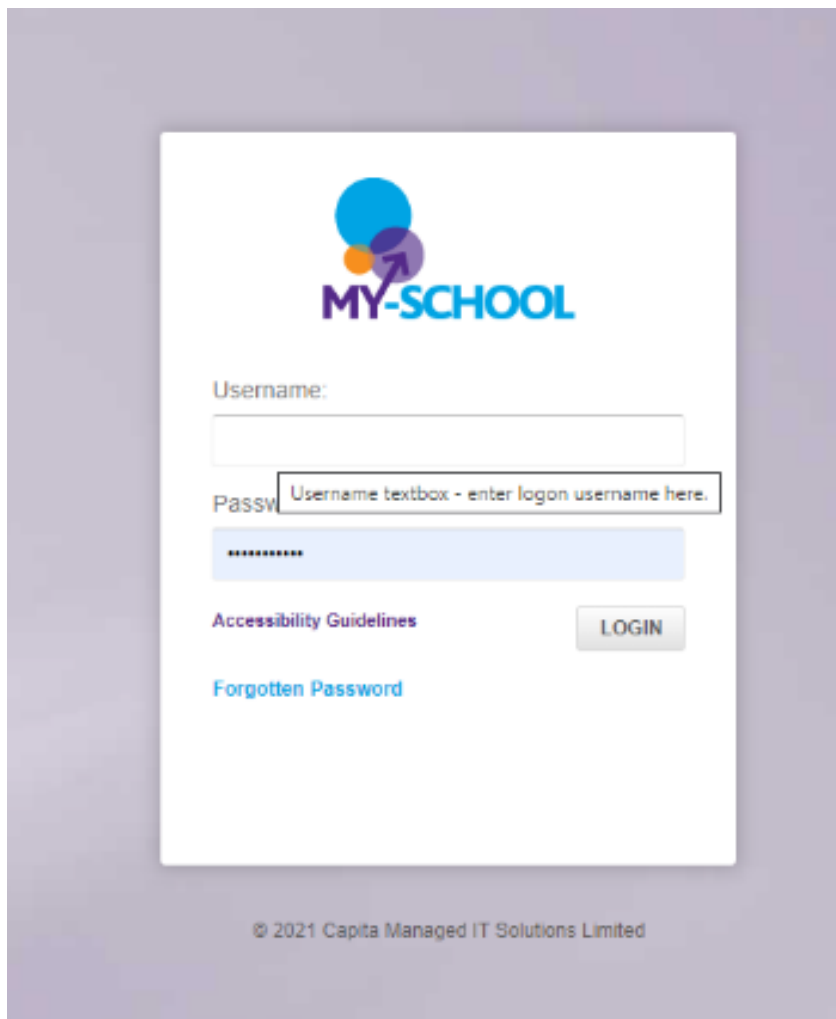 MY-SCHOOL
Username:
Username textbox - enter logon username here.
Passw
•••••••••••
Accessibility Guidelines
LOGIN
Forgotten Password
© 2021 Capita Managed IT Solutions Limited